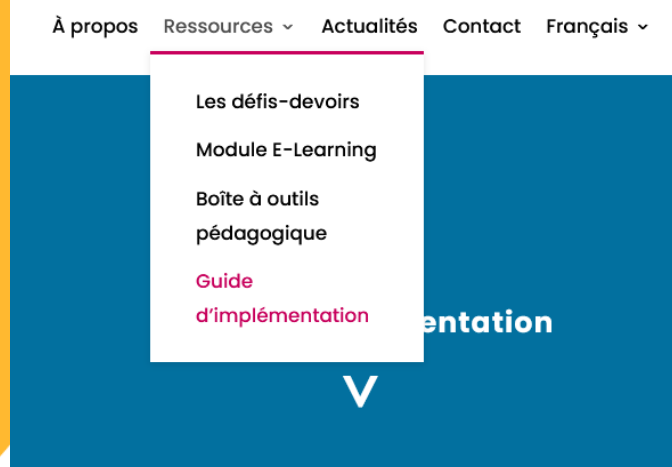 À propos Ressources Actualités Contact Français
Les défis-devoirs
Module E-Learning
Boîte à outils
pédagogique
Guide
d’implémentation
entation